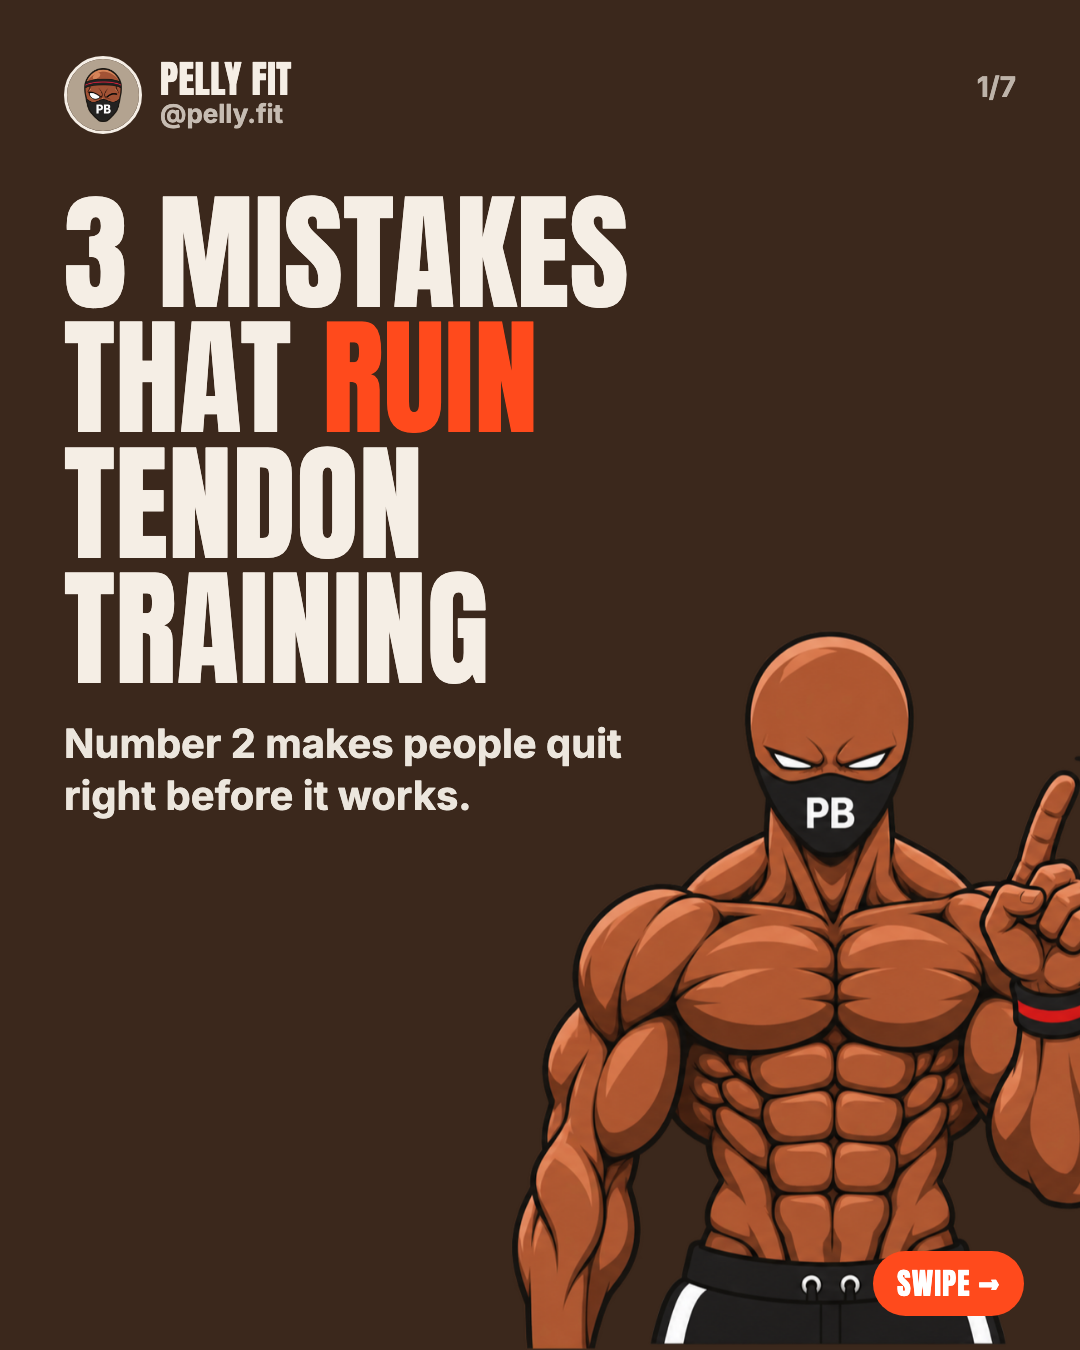 PELLY FIT
@pelly.fit
1/7
3 MISTAKES
THAT RUIN
TENDON
TRAINING
Number 2 makes people quit
right before it works.
PB
PB
SWIPE →